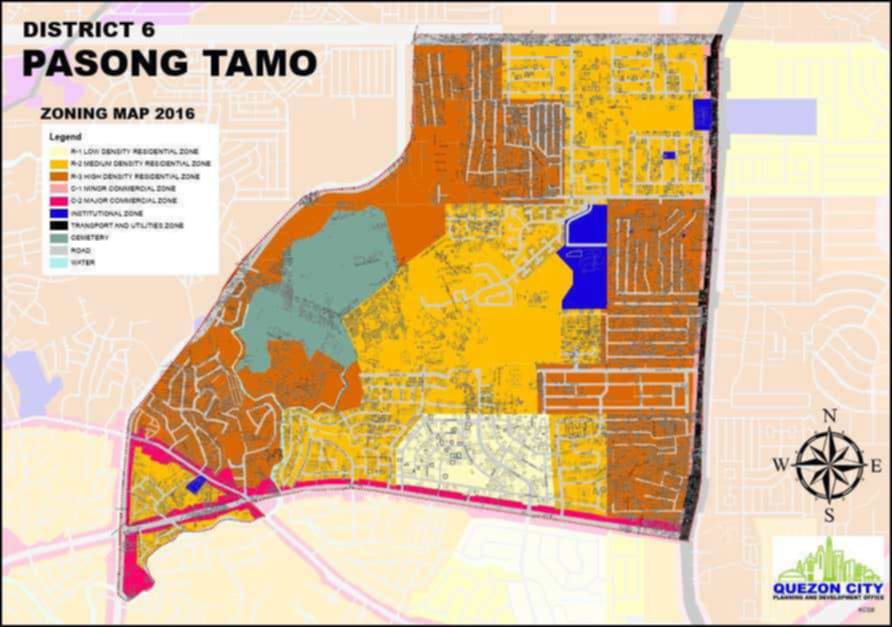 DISTRICT 6
PASONG TAMO
ZONING MAP 2016
Legend
R-1 LOW DENSITY RESIDENTIAL ZONE
R-2 MEDIUM DENSITY RESIDENTIAL ZONE
R-3 HIGH DENSITY RESIDENTIAL ZONE
C-1 MINOR COMMERCIAL ZONE
C-2 MAJOR COMMERCIAL ZONE
INSTITUTIONAL ZONE
TRANSPORT AND UTILITIES ZONE
CEMETERY
ROAD
WATER
N
W E
S
QUEZON CITY
PLANNING AND DEVELOPMENT OFFICE